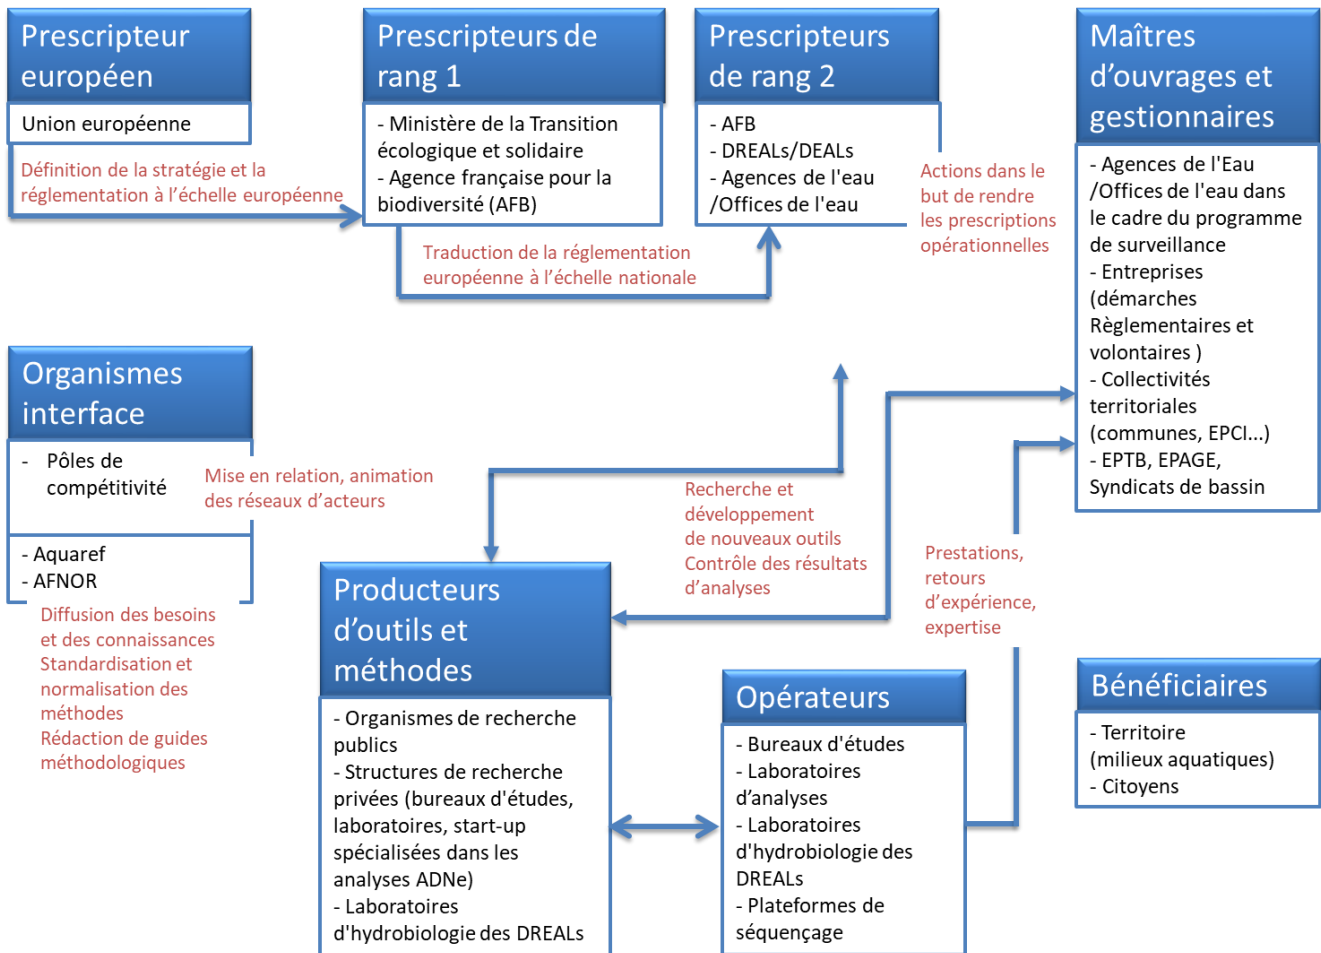 Prescripteur
européen
Union européenne
Définition de la stratégie et la
réglementation à l'échelle européenne
Prescripteurs de
rang 1
- Ministère de la Transition
écologique et solidaire
- Agence française pour la
biodiversité (AFB)
Traduction de la réglementation
européenne à l'échelle nationale
Prescripteurs
de rang 2
- AFB
- DREALs/DEALs
- Agences de l'eau
/Offices de l'eau
Actions dans le
but de rendre
les prescriptions
opérationnelles
Maîtres
d'ouvrages et
gestionnaires
- Agences de l'Eau
/Offices de l'eau dans
le cadre du programme
de surveillance
- Entreprises
(démarches
Règlementaires et
volontaires )
- Collectivités
territoriales
(communes, EPCI...)
- EPTB, EPAGE,
Syndicats de bassin
Organismes
interface
- Pôles de
compétitivité
Mise en relation, animation
des réseaux d'acteurs
- Aquaref
- AFNOR
Diffusion des besoins
et des connaissances
Standardisation et
normalisation des
méthodes
Rédaction de guides
méthodologiques
Recherche et
développement
de nouveaux outils
Contrôle des résultats
d'analyses
Prestations,
retours
d'expérience,
expertise
Producteurs
d'outils et
méthodes
- Organismes de recherche
publics
- Structures de recherche
privées (bureaux d'études,
laboratoires, start-up
spécialisées dans les
analyses ADNe)
- Laboratoires
d'hydrobiologie des DREALs
Opérateurs
- Bureaux d'études
- Laboratoires
d'analyses
- Laboratoires
d'hydrobiologie des
DREALs
- Plateformes de
séquençage
Bénéficiaires
- Territoire
(milieux aquatiques)
- Citoyens